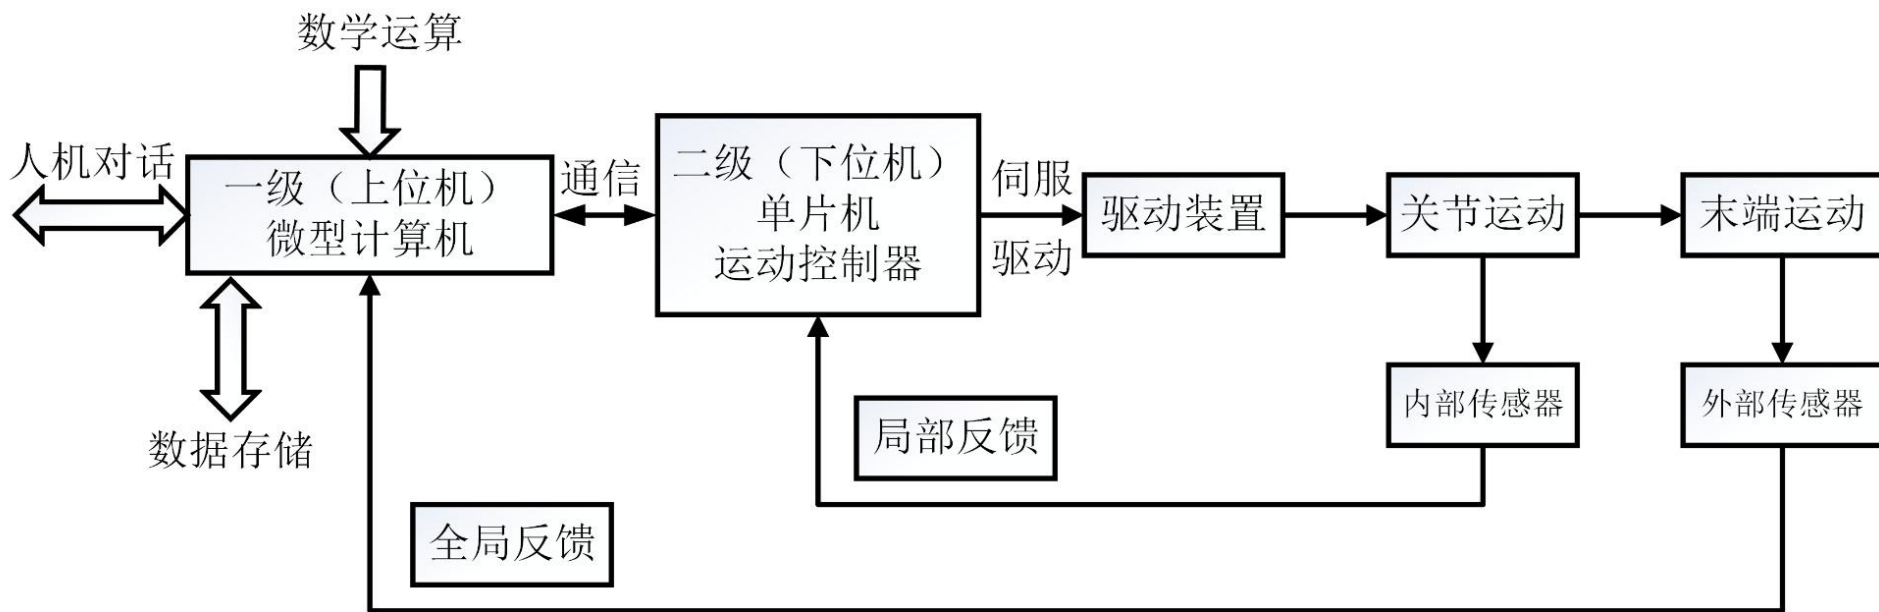 数学运算
人机对话
一级（上位机）
微型计算机
通信
二级（下位机）
单片机
运动控制器
伺服
驱动
驱动装置
关节运动
末端运动
内部传感器
外部传感器
数据存储
局部反馈
全局反馈